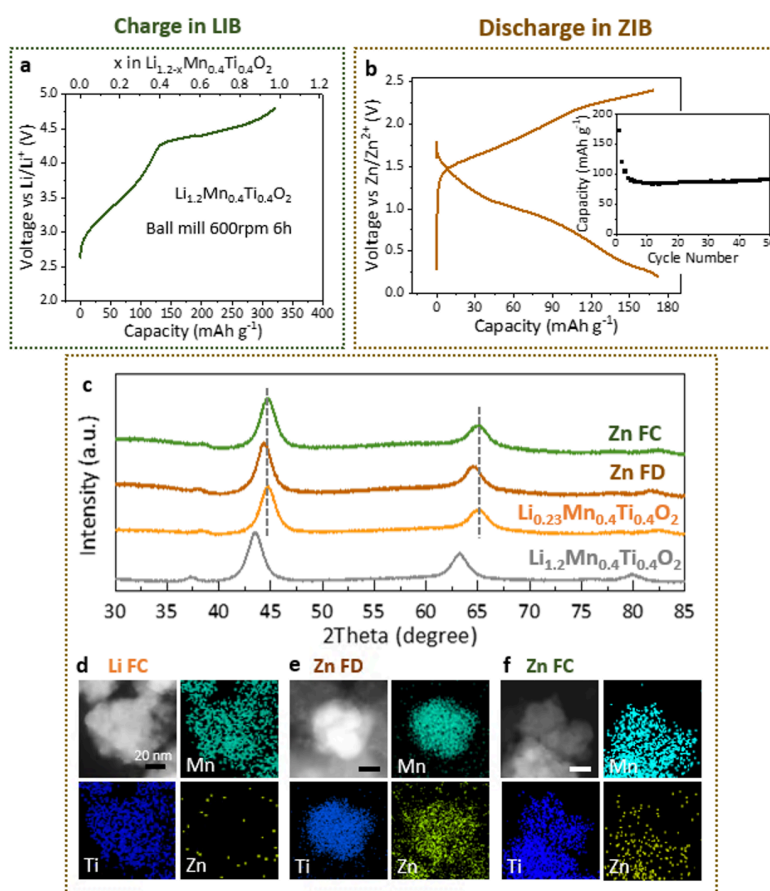 Charge in LIB
Discharge in ZIB
a
x in Li1.2-xMn0.4Ti0.4O2
0.0 0.2 0.4 0.6 0.8 1.0 1.2
5.0
4.5
4.0
3.5
3.0
2.5
2.0
Voltage vs Li/Li+ (V)
Li1.2Mn0.4Ti0.4O2
Ball mill 600rpm 6h
0 50 100 150 200 250 300 350 400
Capacity (mAh g-1)
b
2.5
2.0
1.5
1.0
0.5
0.0
Voltage vs Zn/Zn2+ (V)
0 30 60 90 120 150 180
Capacity (mAh g-1)
Capacity (mAh g-1)
200
150
100
50
0
0 10 20 30 40 50
Cycle Number
c
Intensity (a.u.)
Zn FC
Zn FD
Li0.23Mn0.4Ti0.4O2
Li1.2Mn0.4Ti0.4O2
30 35 40 45 50 55 60 65 70 75 80 85
2Theta (degree)
d Li FC
20 nm
Mn
Ti
Zn
e Zn FD
Mn
Ti
Zn
f Zn FC
Mn
Ti
Zn